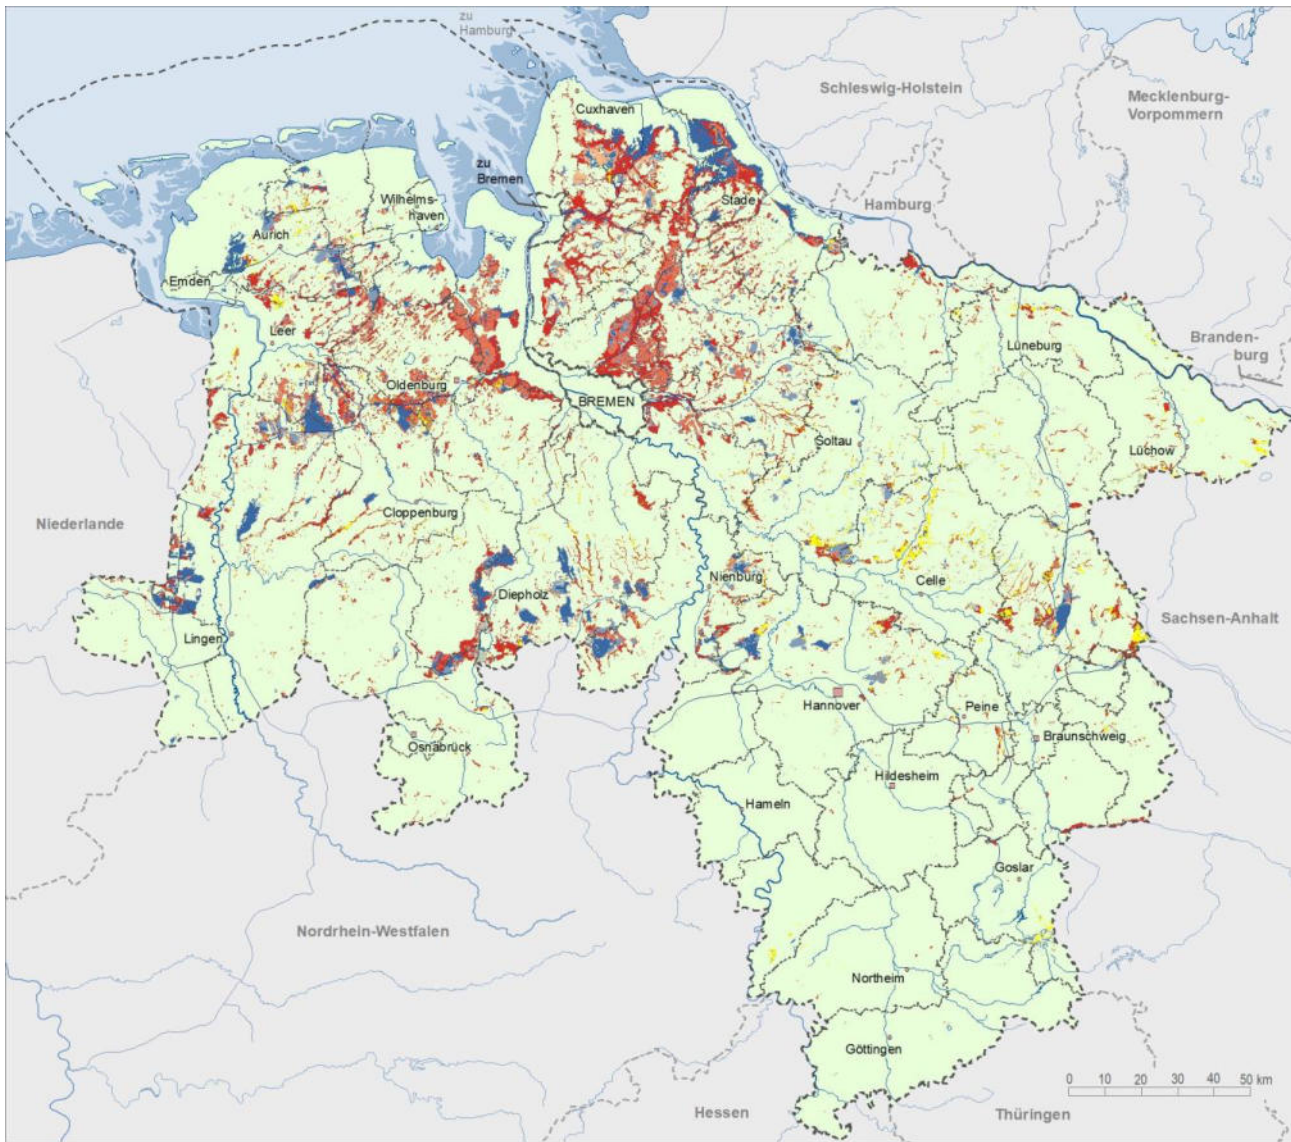 zu
Hamburg
Cuxhaven
Schleswig-Holstein
Mecklenburg-
Vorpommern
zu
Bremen
Wilhelms-
haven
Stade
Hamburg
Aurich
Emden
Leer
Lüneburg
Branden-
burg
Oldenburg
BREMEN
Soltau
Lüchow
Niederlande
Cloppenburg
Nienburg
Celle
Diepholz
Sachsen-Anhalt
Lingen
Hannover
Peine
Braunschweig
Osnabrück
Hildesheim
Hameln
Goslar
Nordrhein-Westfalen
Northeim
Göttingen
0 10 20 30 40 50 km
Hessen
Thüringen